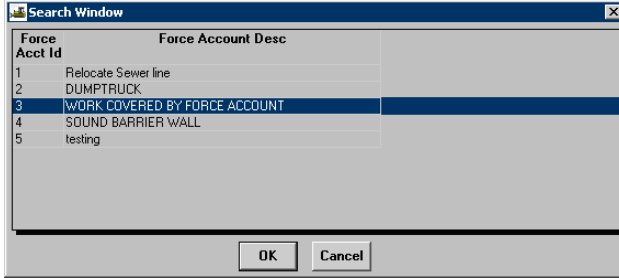 Search Window
Force Acct Id Force Account Desc
1 Relocate Sewer line
2 DUMPTRUCK
3 WORK COVERED BY FORCE ACCOUNT
4 SOUND BARRIER WALL
5 testing
OK Cancel